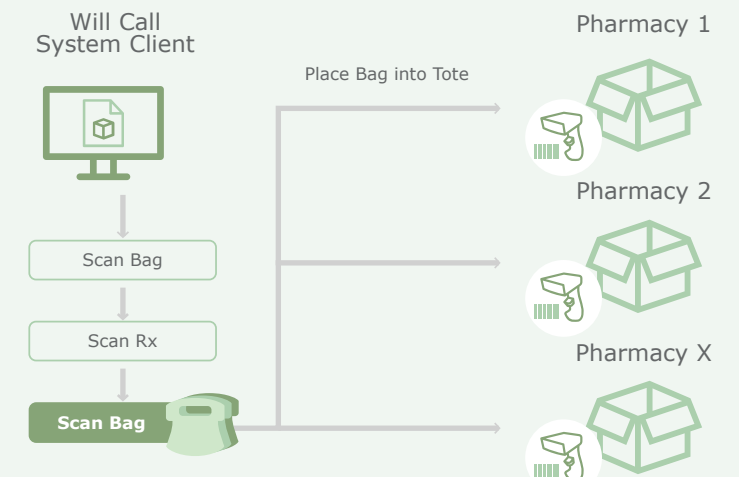 Will Call
System Client
Place Bag into Tote
Pharmacy 1
Pharmacy 2
Scan Bag
Scan Rx
Pharmacy X
Scan Bag